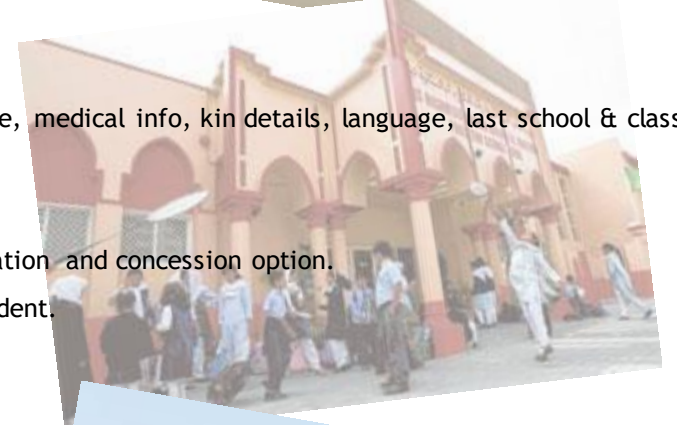 e, medical info, kin details, language, last school & class
ation and concession option.
dent.